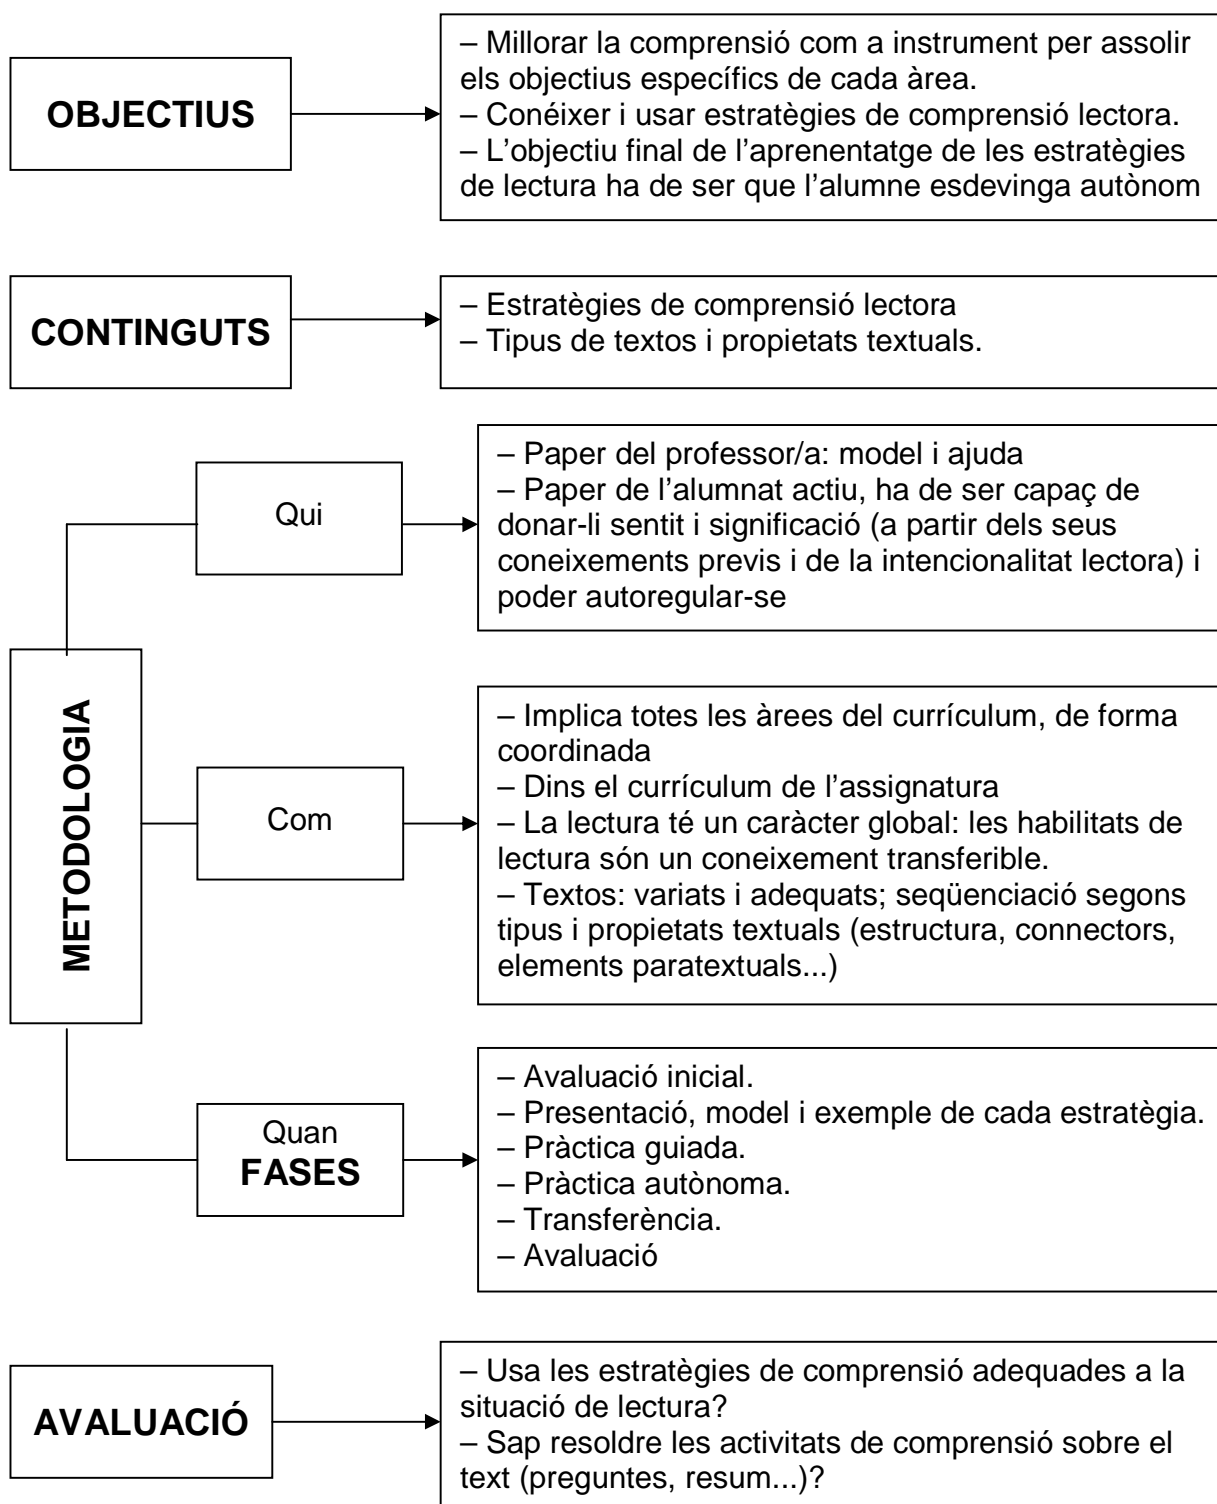 OBJECTIUS
– Millorar la comprensió com a instrument per assolir
els objectius específics de cada àrea.
– Conéixer i usar estratègies de comprensió lectora.
– L’objectiu final de l’aprenentatge de les estratègies
de lectura ha de ser que l’alumne esdevinga autònom
CONTINGUTS
– Estratègies de comprensió lectora
– Tipus de textos i propietats textuals.
METODOLOGIA
Qui
– Paper del professor/a: model i ajuda
– Paper de l’alumnat actiu, ha de ser capaç de
donar-li sentit i significació (a partir dels seus
coneixements previs i de la intencionalitat lectora) i
poder autoregular-se
Com
– Implica totes les àrees del currículum, de forma
coordinada
– Dins el currículum de l’assignatura
– La lectura té un caràcter global: les habilitats de
lectura són un coneixement transferible.
– Textos: variats i adequats; seqüenciació segons
tipus i propietats textuals (estructura, connectors,
elements paratextuals...)
Quan
FASES
– Avaluació inicial.
– Presentació, model i exemple de cada estratègia.
– Pràctica guiada.
– Pràctica autònoma.
– Transferència.
– Avaluació
AVALUACIÓ
– Usa les estratègies de comprensió adequades a la
situació de lectura?
– Sap resoldre les activitats de comprensió sobre el
text (preguntes, resum...)?